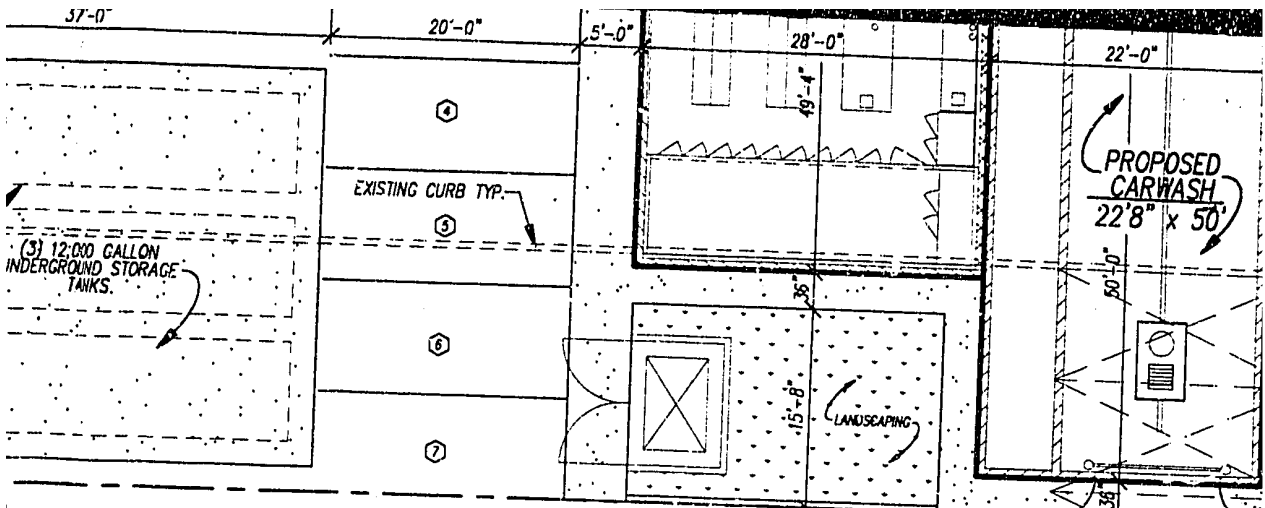 37'-0"
20'-0"
5'-0"
28'-0"
22'-0"
4
49'-4"
PROPOSED
CARWASH
22'8" x 50'
EXISTING CURB TYP.
5
(3) 12,000 GALLON
NDERGROUND STORAGE
TANKS.
50'-0"
36"
6
15'-8"
LANDSCAPING
7
36"